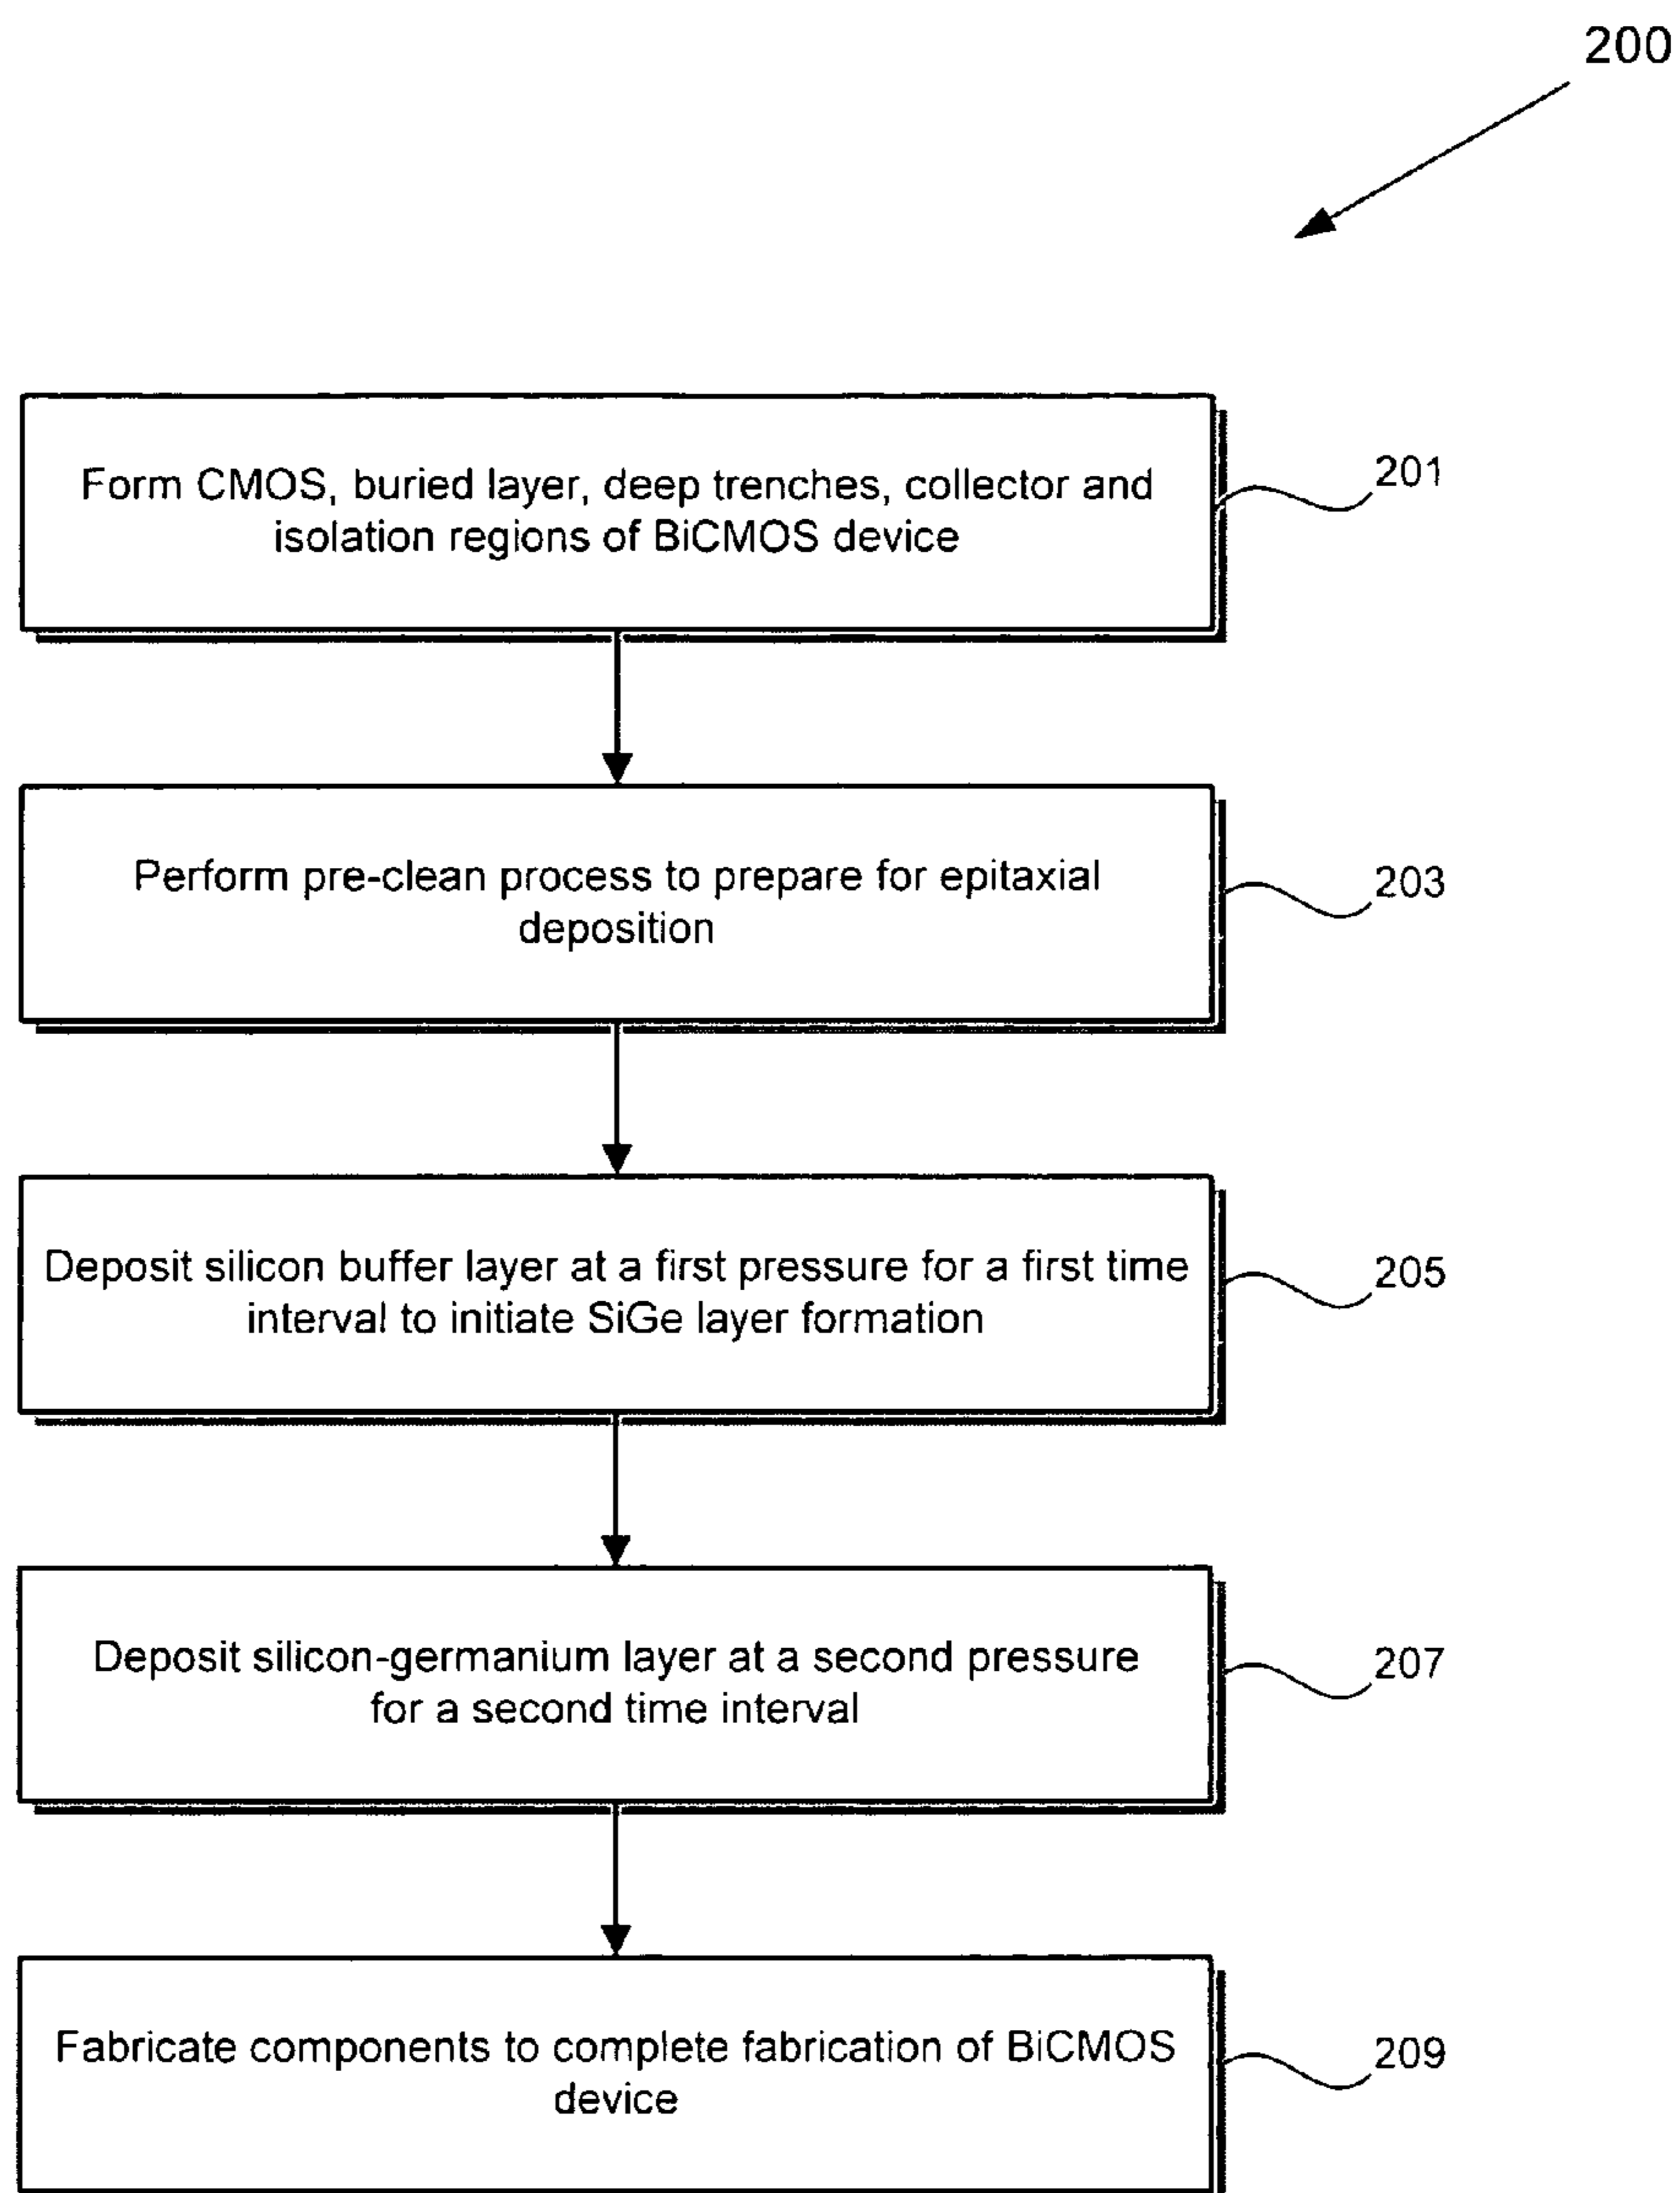 200
Form CMOS, buried layer, deep trenches, collector and
isolation regions of BiCMOS device
201
Perform pre-clean process to prepare for epitaxial
deposition
203
Deposit silicon buffer layer at a first pressure for a first time
interval to initiate SiGe layer formation
205
Deposit silicon-germanium layer at a second pressure
for a second time interval
207
Fabricate components to complete fabrication of BiCMOS
device
209